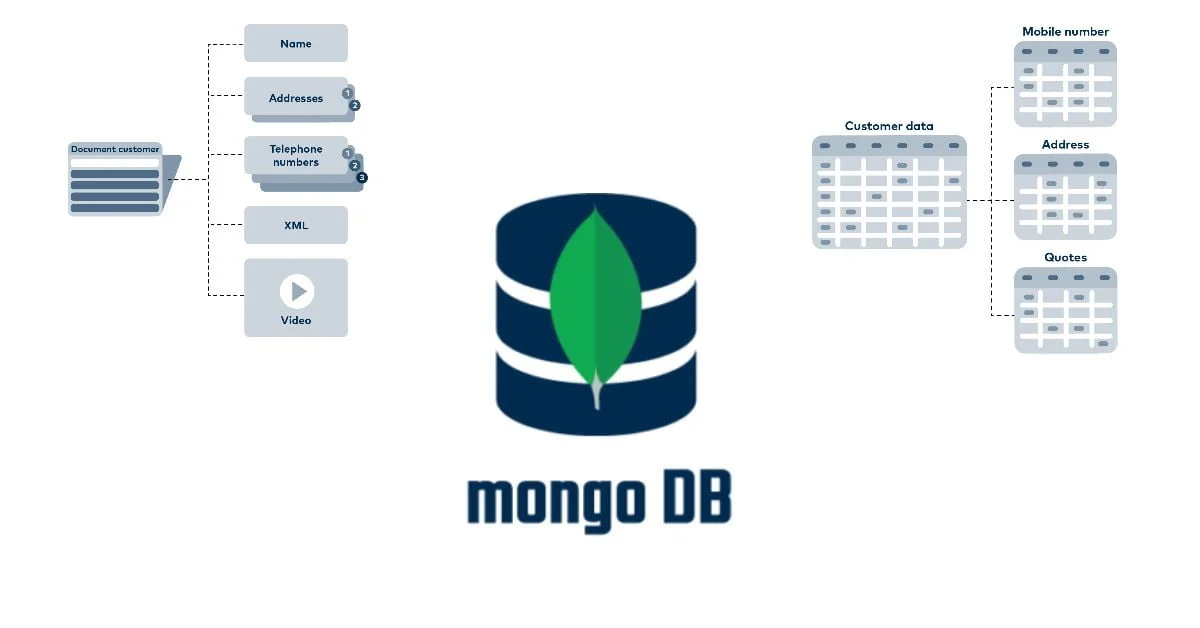 Document customer
Name
Addresses
1
2
Telephone
numbers
1
2
3
XML
Video
mongo DB
Customer data
Mobile number
Address
Quotes